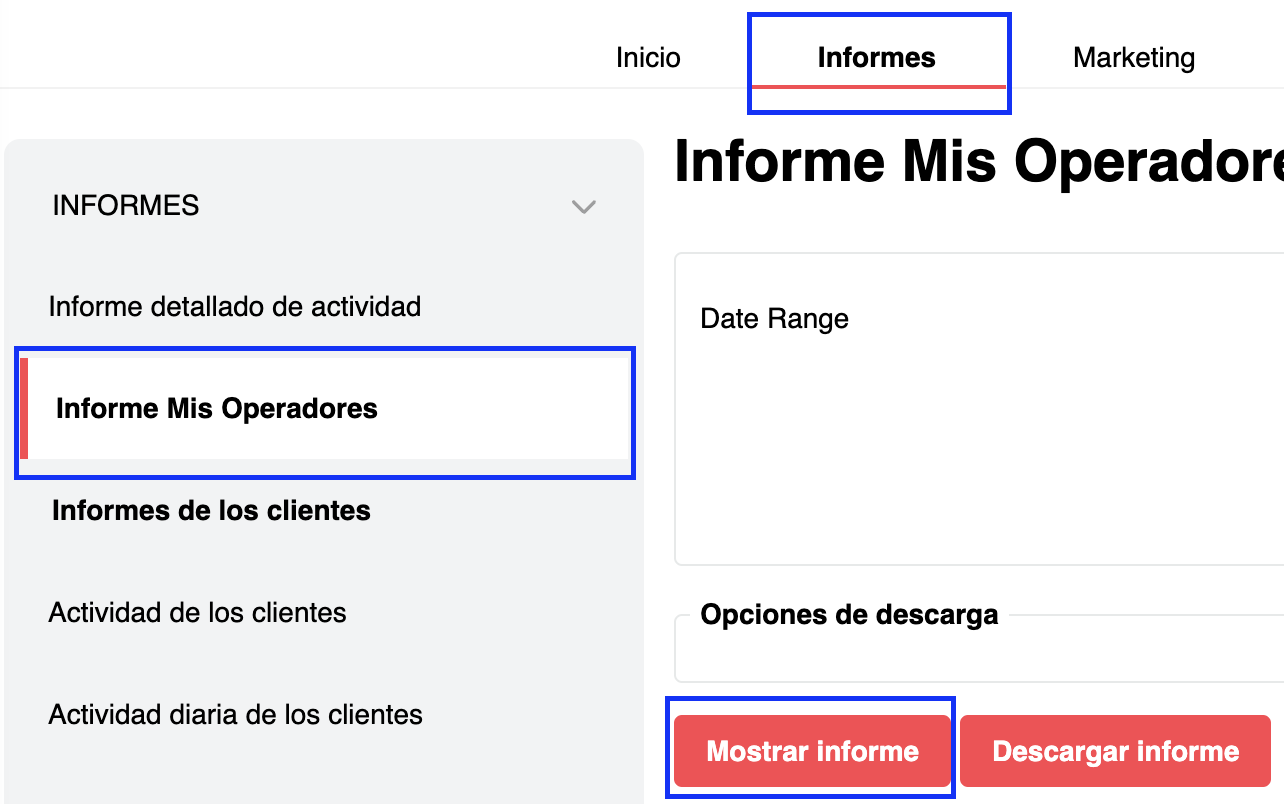 Inicio Informes Marketing
INFORMES
Informe detallado de actividad
Informe Mis Operadores
Informes de los clientes
Actividad de los clientes
Actividad diaria de los clientes
Informe Mis Operadore
Date Range
Opciones de descarga
Mostrar informe Descargar informe